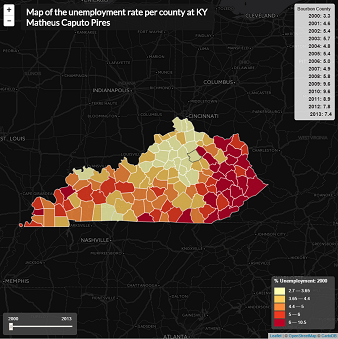 +
-
Map of the unemployment rate per county at KY
Matheus Caputo Pires
Bourbon County
2000: 3.3
2001: 4.6
2002: 5.4
2003: 5.7
2004: 4.8
2005: 5.4
2006: 5.0
2007: 4.9
2008: 5.8
2009: 9.6
2010: 9.6
2011: 8.9
2012: 7.8
2013: 7.4
CLEVELAND
COLUMBUS
INDIANAPOLIS
CINCINNATI
ST. LOUIS
CHARLESTON
NASHVILLE
KNOXVILLE
MEMPHIS
CHARLOTTE
ATLANTA
% Unemployment: 2000
2.7 — 3.65
3.65 — 4.4
4.4 — 5
5 — 6
6 — 10.5
2000 2013
Leaflet | © OpenStreetMap © CartoDB